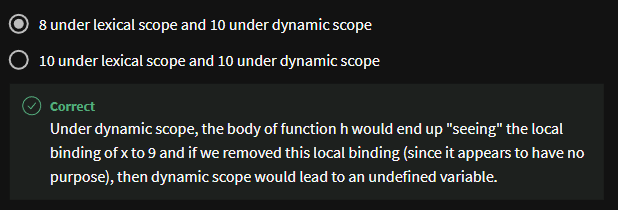 8 under lexical scope and 10 under dynamic scope
10 under lexical scope and 10 under dynamic scope
Correct
Under dynamic scope, the body of function h would end up "seeing" the local
binding of x to 9 and if we removed this local binding (since it appears to have no
purpose), then dynamic scope would lead to an undefined variable.